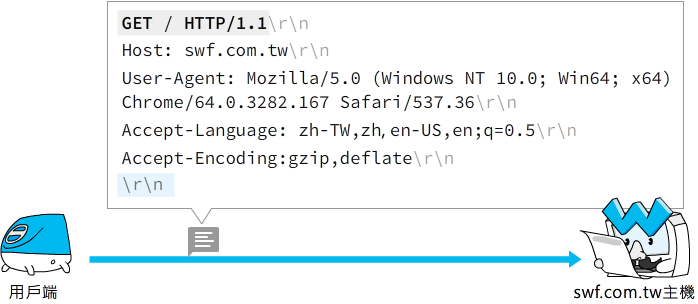 GET / HTTP/1.1\r\n
Host: swf.com.tw\r\n
User-Agent: Mozilla/5.0 (Windows NT 10.0; Win64; x64)
Chrome/64.0.3282.167 Safari/537.36\r\n
Accept-Language: zh-TW,zh,en-US,en;q=0.5\r\n
Accept-Encoding:gzip,deflate\r\n
\r\n
用戶端
swf.com.tw主機